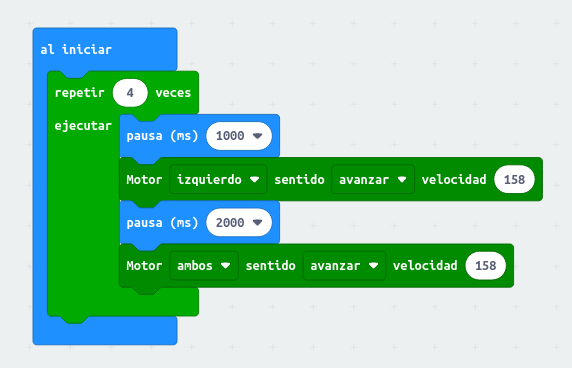 al iniciar
repetir 4 veces
ejecutar
pausa (ms) 1000
Motor izquierdo sentido avanzar velocidad 158
pausa (ms) 2000
Motor ambos sentido avanzar velocidad 158